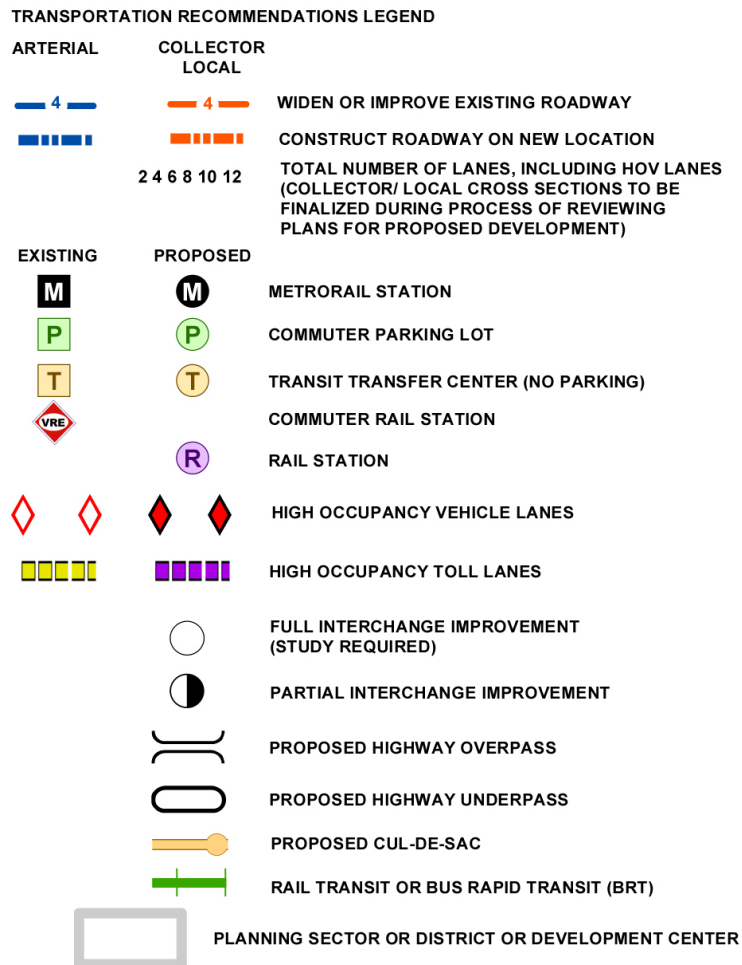 TRANSPORTATION RECOMMENDATIONS LEGEND
ARTERIAL
COLLECTOR
LOCAL
4 4 WIDEN OR IMPROVE EXISTING ROADWAY
CONSTRUCT ROADWAY ON NEW LOCATION
2 4 6 8 10 12 TOTAL NUMBER OF LANES, INCLUDING HOV LANES
(COLLECTOR/ LOCAL CROSS SECTIONS TO BE
FINALIZED DURING PROCESS OF REVIEWING
PLANS FOR PROPOSED DEVELOPMENT)
EXISTING PROPOSED
M M METRORAIL STATION
P P COMMUTER PARKING LOT
T T TRANSIT TRANSFER CENTER (NO PARKING)
VRE COMMUTER RAIL STATION
R RAIL STATION
HIGH OCCUPANCY VEHICLE LANES
HIGH OCCUPANCY TOLL LANES
FULL INTERCHANGE IMPROVEMENT
(STUDY REQUIRED)
PARTIAL INTERCHANGE IMPROVEMENT
PROPOSED HIGHWAY OVERPASS
PROPOSED HIGHWAY UNDERPASS
PROPOSED CUL-DE-SAC
RAIL TRANSIT OR BUS RAPID TRANSIT (BRT)
PLANNING SECTOR OR DISTRICT OR DEVELOPMENT CENTER